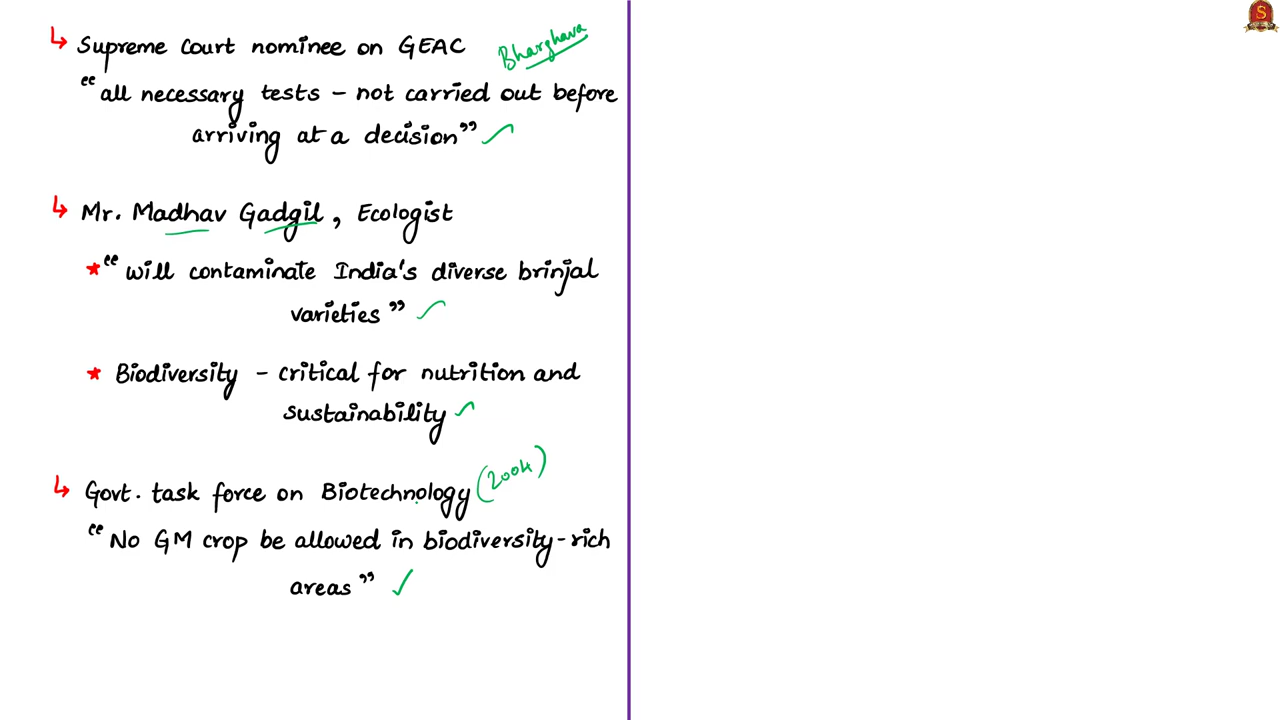 ↳ Supreme Court nominee on GEAC Bharghava
“all necessary tests – not carried out before
arriving at a decision”
↳ Mr. Madhav Gadgil, Ecologist
* “will contaminate India's diverse brinjal
varieties”
* Biodiversity – critical for nutrition and
sustainability
↳ Govt. task force on Biotechnology (2004)
“No GM crop be allowed in biodiversity-rich
areas”
S